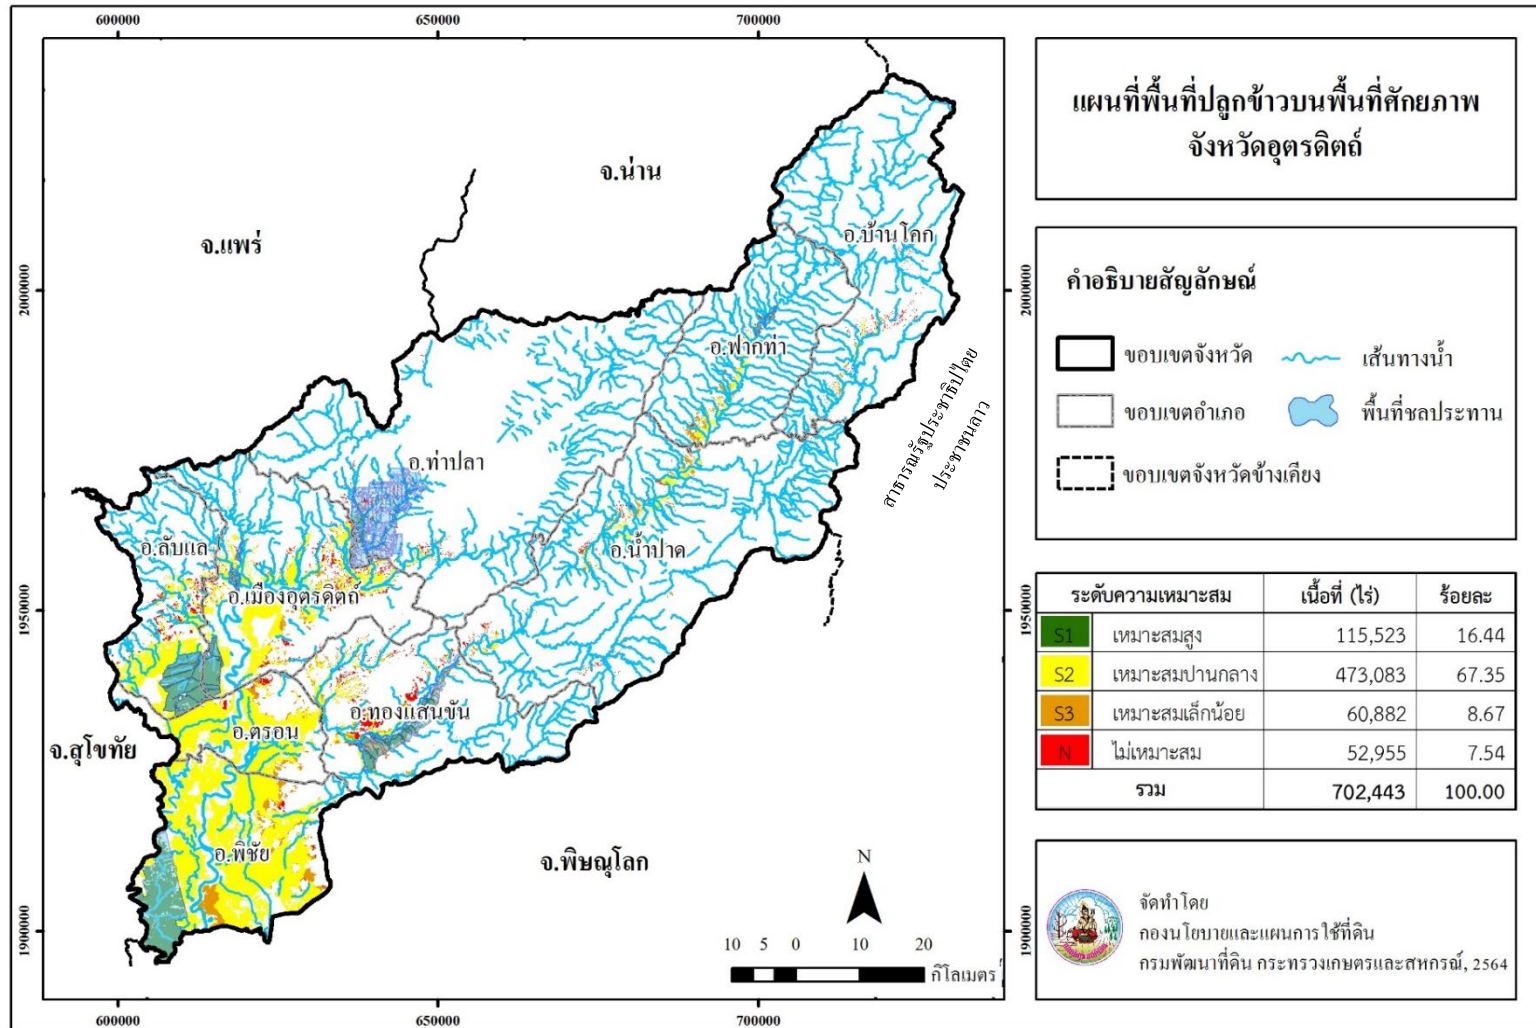 600000
650000
700000
แผนที่พื้นที่ปลูกข้าวบนพื้นที่ศักยภาพ
จังหวัดอุตรดิตถ์
จ.น่าน
จ.แพร่
อ.บ้านโคก
2000000
2000000
อ.ฟากท่า
สาธารณรัฐประชาธิปไตย
ประชาชนลาว
อ.ท่าปลา
อ.ลับแล
อ.น้ำปาด
อ.เมืองอุตรดิตถ์
1950000
1950000
อ.ทองแสนขัน
อ.ตรอน
จ.สุโขทัย
อ.พิชัย
จ.พิษณุโลก
N
1900000
1900000
10 5 0 10 20
กิโลเมตร
600000
650000
700000
คำอธิบายสัญลักษณ์
ขอบเขตจังหวัด
เส้นทางน้ำ
ขอบเขตอำเภอ
พื้นที่ชลประทาน
ขอบเขตจังหวัดข้างเคียง
ระดับความเหมาะสม เนื้อที่ (ไร่) ร้อยละ
S1 เหมาะสมสูง 115,523 16.44
S2 เหมาะสมปานกลาง 473,083 67.35
S3 เหมาะสมเล็กน้อย 60,882 8.67
N ไม่เหมาะสม 52,955 7.54
รวม 702,443 100.00
จัดทำโดย
กองนโยบายและแผนการใช้ที่ดิน
กรมพัฒนาที่ดิน กระทรวงเกษตรและสหกรณ์, 2564